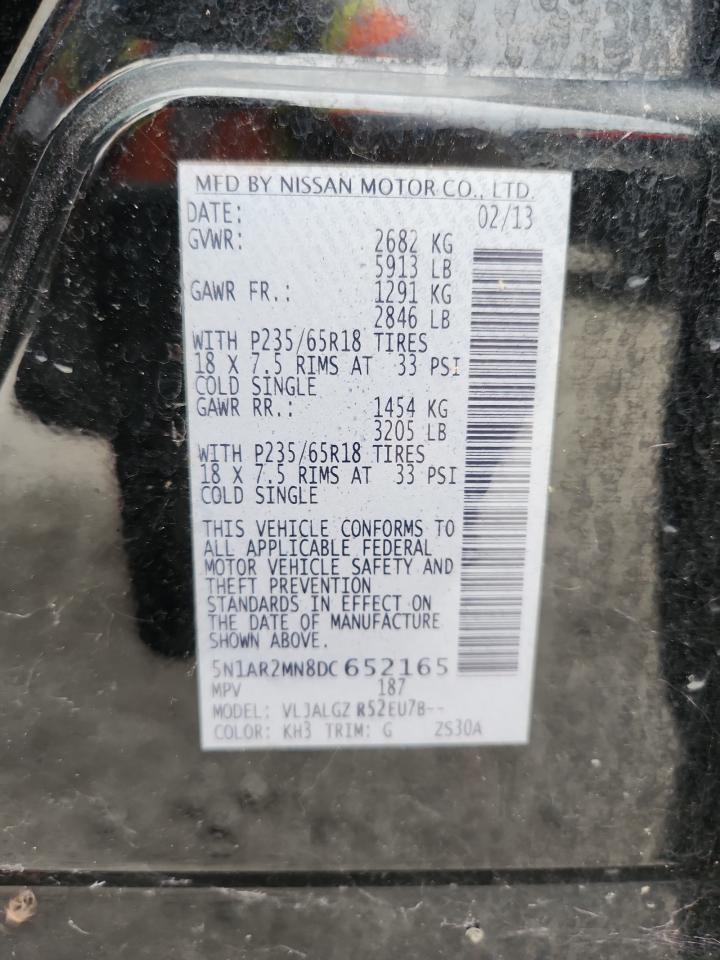 MFD BY NISSAN MOTOR CO., LTD.
DATE: 02/13
GVWR: 2682 KG
5913 LB
GAWR FR.: 1291 KG
2846 LB
WITH P235/65R18 TIRES
18 X 7.5 RIMS AT 33 PSI
COLD SINGLE
GAWR RR.: 1454 KG
3205 LB
WITH P235/65R18 TIRES
18 X 7.5 RIMS AT 33 PSI
COLD SINGLE
THIS VEHICLE CONFORMS TO
ALL APPLICABLE FEDERAL
MOTOR VEHICLE SAFETY AND
THEFT PREVENTION
STANDARDS IN EFFECT ON
THE DATE OF MANUFACTURE
SHOWN ABOVE.
5N1AR2MN8DC652165
MPV 187
MODEL: VLJALGZ R52EU7B--
COLOR: KH3 TRIM: G ZS30A